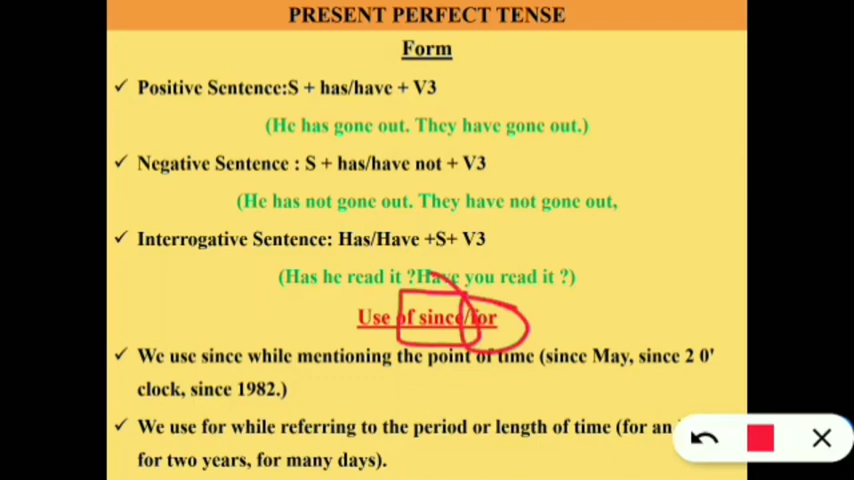 PRESENT PERFECT TENSE
Form
✓ Positive Sentence:S + has/have + V3
(He has gone out. They have gone out.)
✓ Negative Sentence : S + has/have not + V3
(He has not gone out. They have not gone out,
✓ Interrogative Sentence: Has/Have +S+ V3
(Has he read it ?Have you read it ?)
Use of since/for
✓ We use since while mentioning the point of time (since May, since 2 0'
clock, since 1982.)
✓ We use for while referring to the period or length of time (for an
for two years, for many days).